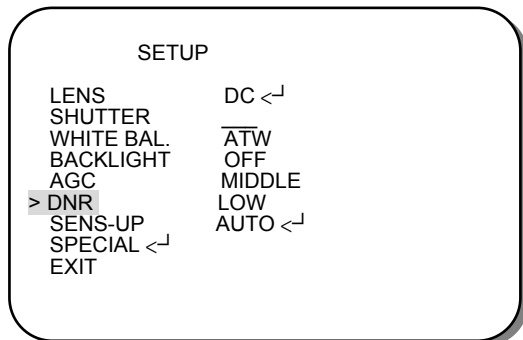 SETUP
LENS DC <┘
SHUTTER ___
WHITE BAL. ATW
BACKLIGHT OFF
AGC MIDDLE
> DNR LOW
SENS-UP AUTO <┘
SPECIAL <┘
EXIT